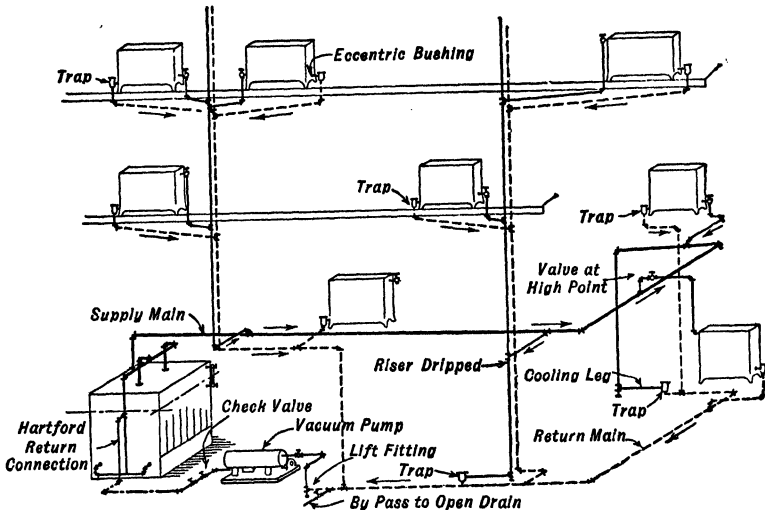 Eccentric Bushing
Trap
Trap
Trap
Valve at
High Point
Supply Main
Riser Dripped
Cooling Leg
Check Valve
Trap
Hartford
Return
Connection
Vacuum Pump
Return Main
Lift Fitting
Trap
By Pass to Open Drain